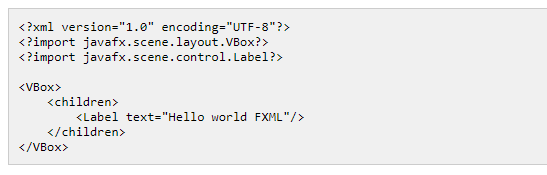 <?xml version="1.0" encoding="UTF-8"?>
<?import javafx.scene.layout.VBox?>
<?import javafx.scene.control.Label?>

<VBox>
    <children>
        <Label text="Hello world FXML"/>
    </children>
</VBox>